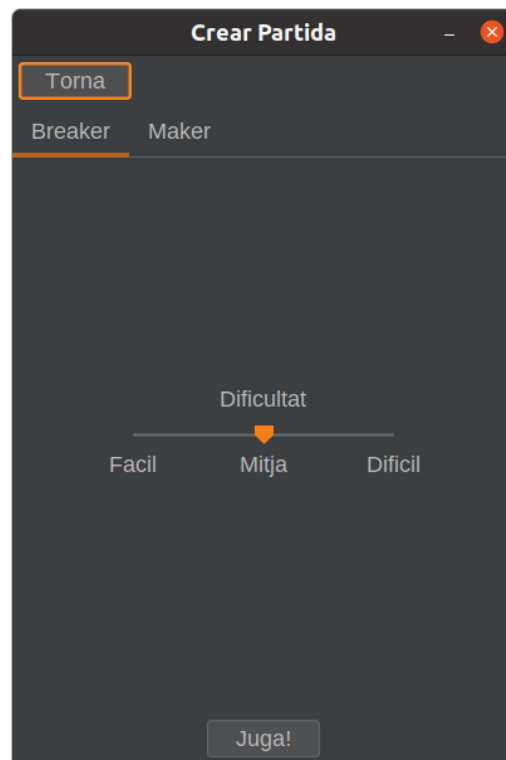 Crear Partida
Torna
Breaker Maker
Dificultat
Facil Mitja Dificil
Juga!